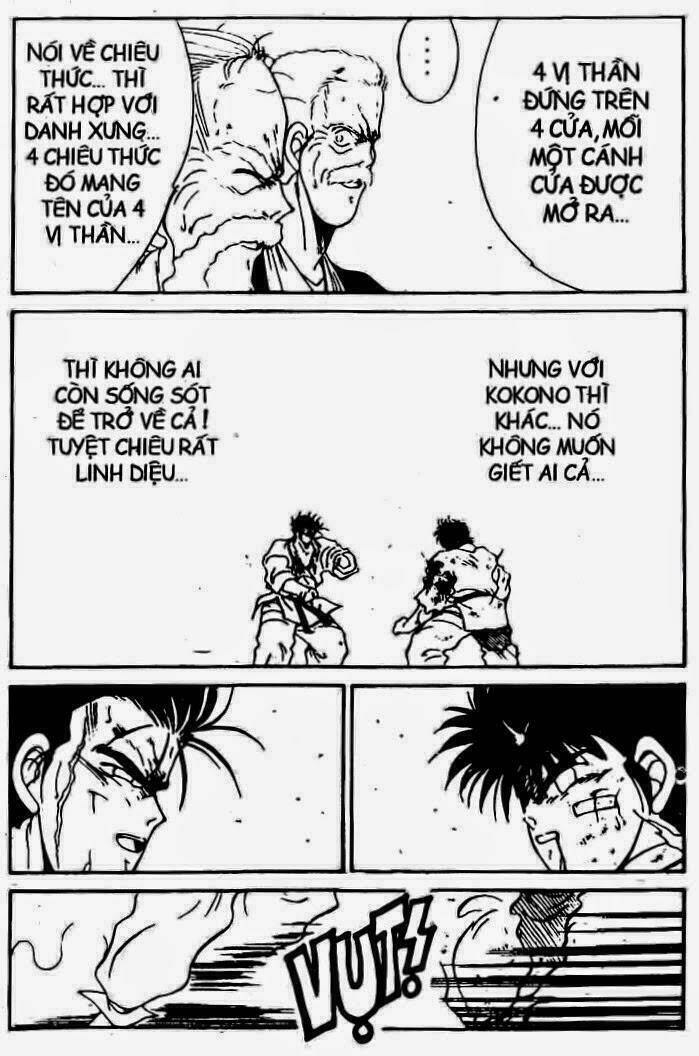 NÓI VỀ CHIÊU
THỨC... THÌ
RẤT HỢP VỚI
DANH XƯNG...
4 CHIÊU THỨC
ĐÓ MANG
TÊN CỦA 4
VỊ THẦN...
....
4 VỊ THẦN
ĐỨNG TRÊN
4 CỬA, MỖI
MỘT CÁNH
CỬA ĐƯỢC
MỞ RA...
THÌ KHÔNG AI
CÒN SỐNG SÓT
ĐỂ TRỞ VỀ CẢ!
TUYỆT CHIÊU RẤT
LINH DIỆU...
NHƯNG VỚI
KOKONO THÌ
KHÁC... NÓ
KHÔNG MUỐN
GIẾT AI CẢ...
VỤT!!